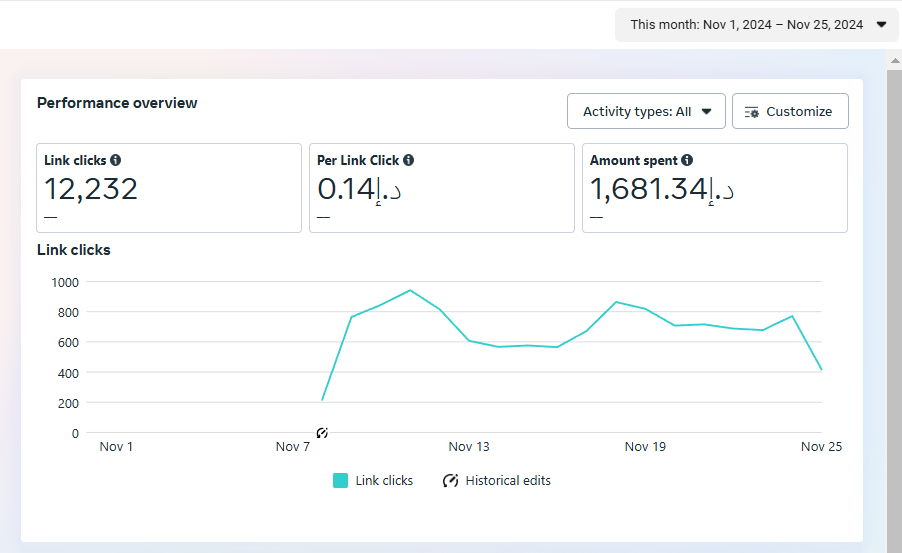 This month: Nov 1, 2024 – Nov 25, 2024
Performance overview
Activity types: All
Customize
Link clicks
12,232
—
Per Link Click
0.14د.إ
—
Amount spent
1,681.34د.إ
—
Link clicks
1000
800
600
400
200
0
Nov 1
Nov 7
Nov 13
Nov 19
Nov 25
Link clicks
Historical edits